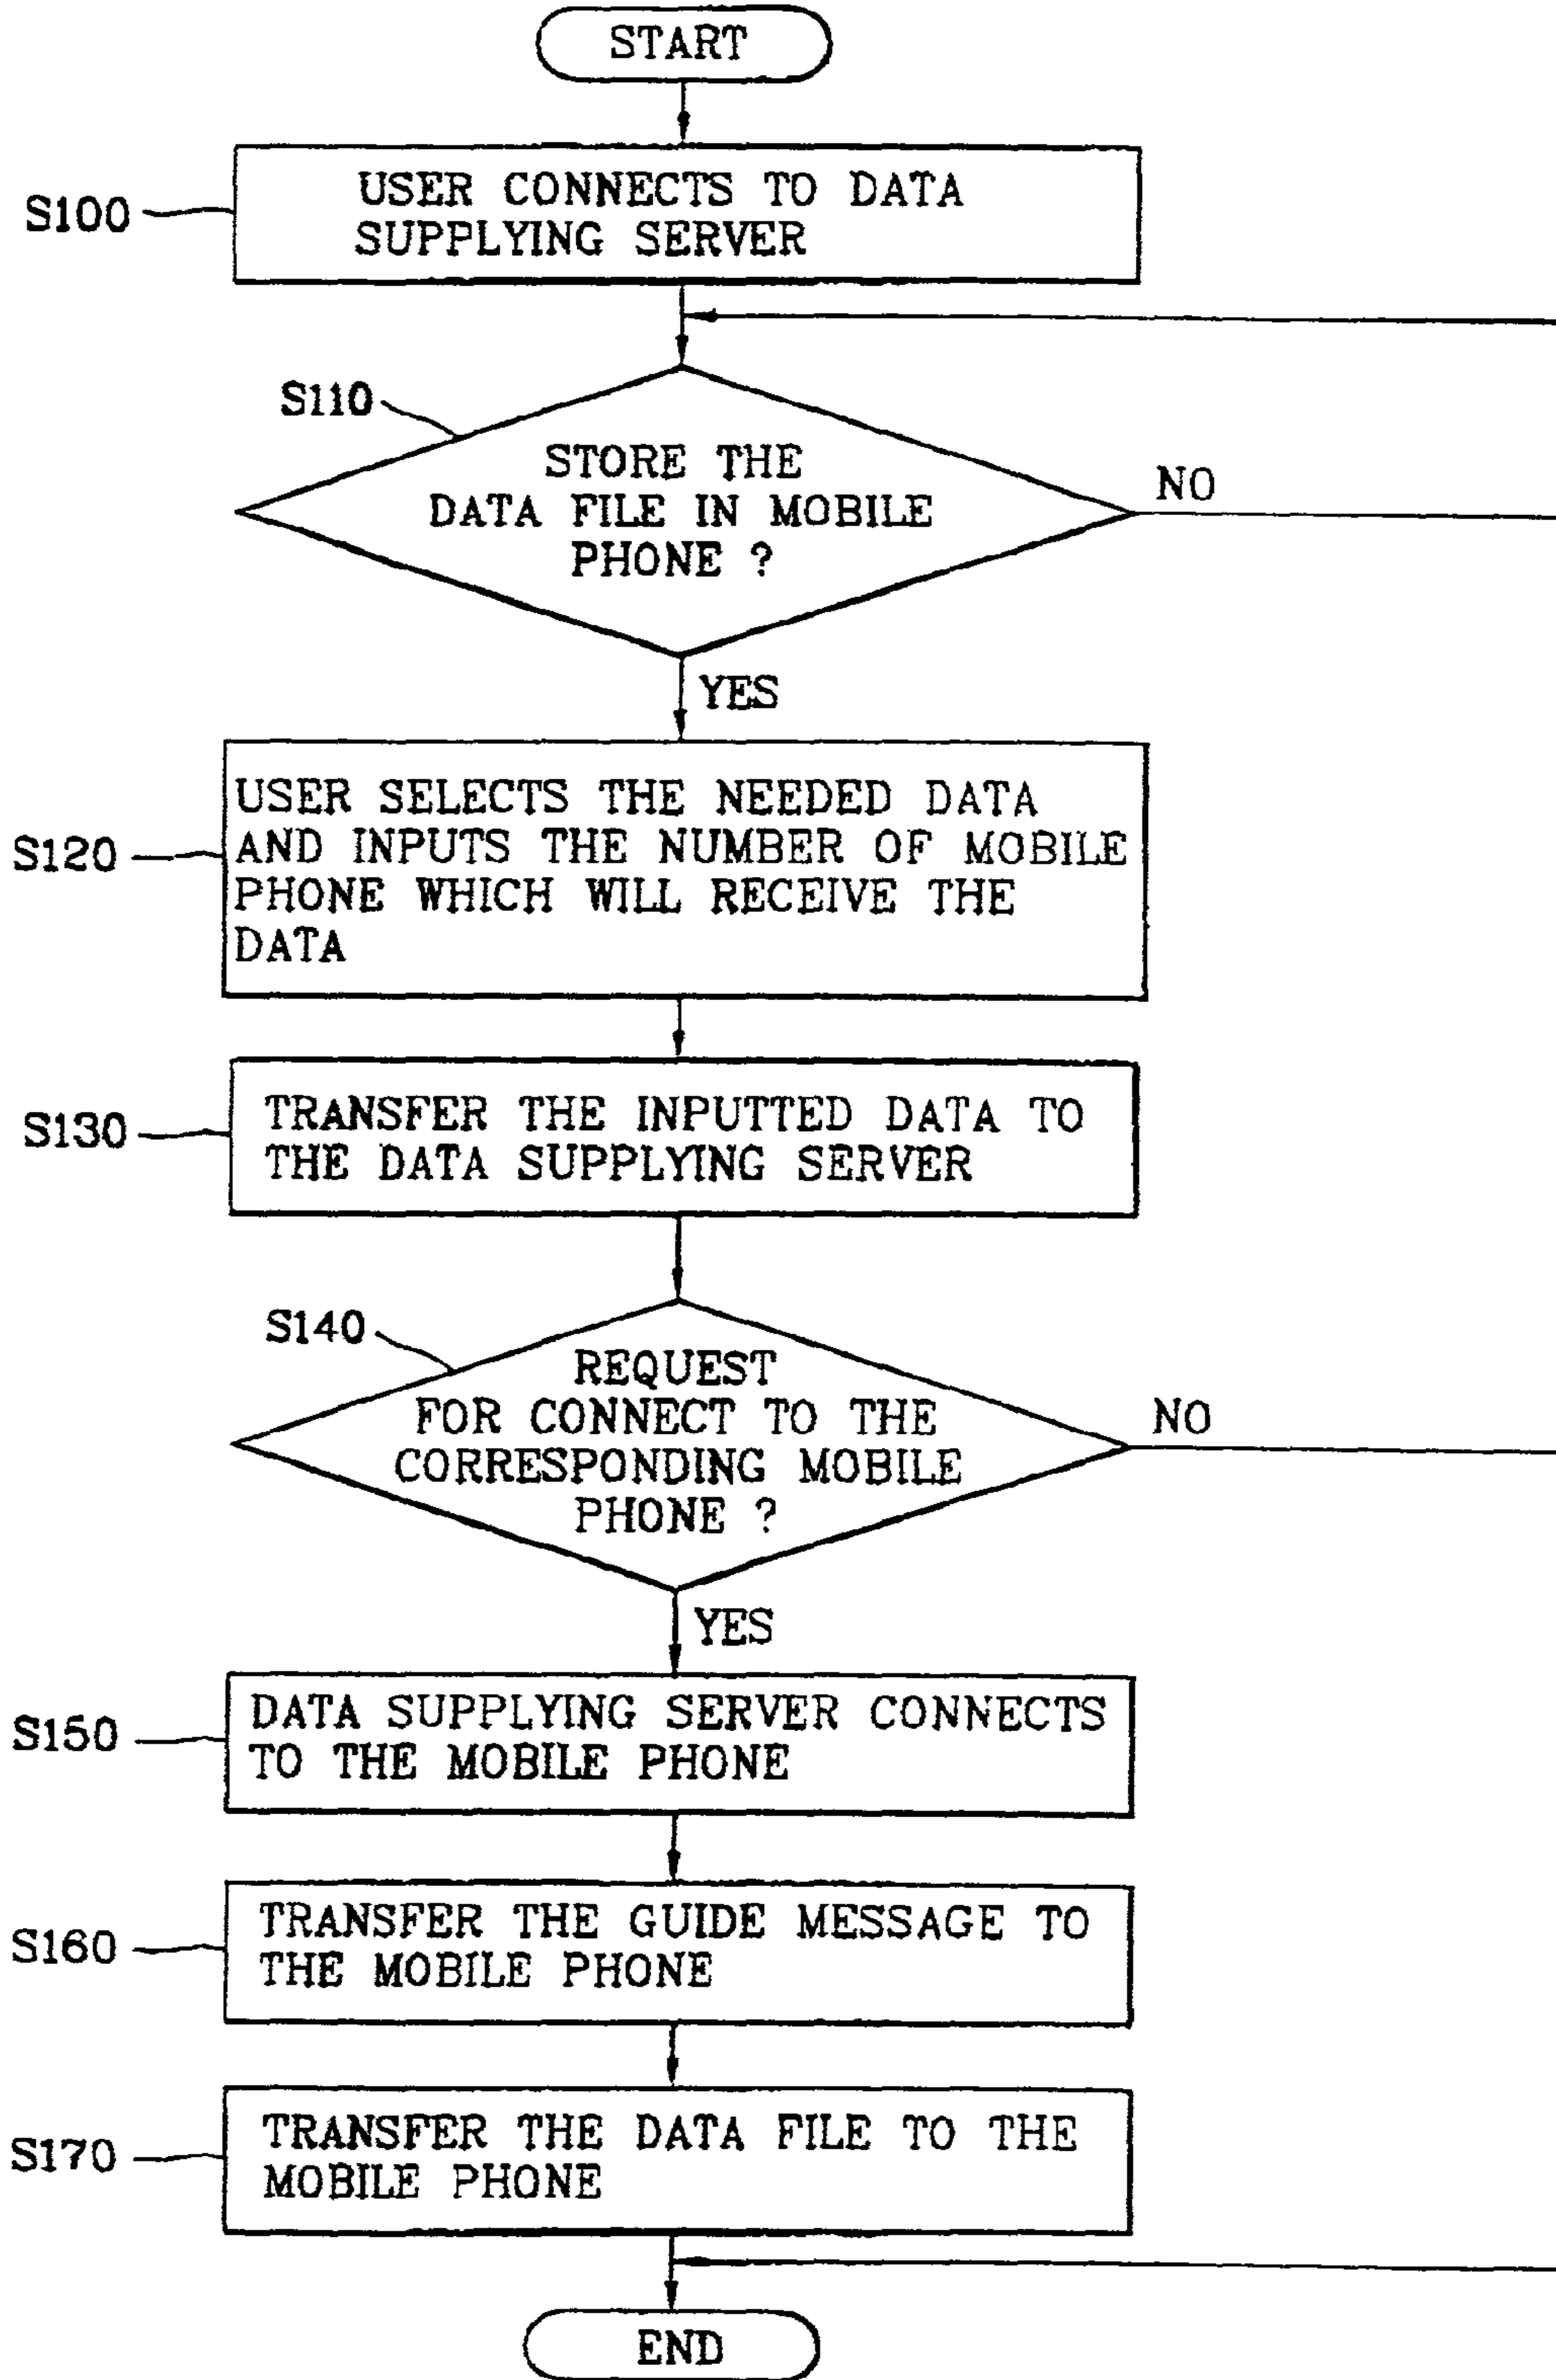 START
S100
USER CONNECTS TO DATA
SUPPLYING SERVER
S110
STORE THE
DATA FILE IN MOBILE
PHONE ?
NO
YES
S120
USER SELECTS THE NEEDED DATA
AND INPUTS THE NUMBER OF MOBILE
PHONE WHICH WILL RECEIVE THE
DATA
S130
TRANSFER THE INPUTTED DATA TO
THE DATA SUPPLYING SERVER
S140
REQUEST
FOR CONNECT TO THE
CORRESPONDING MOBILE
PHONE ?
NO
YES
S150
DATA SUPPLYING SERVER CONNECTS
TO THE MOBILE PHONE
S160
TRANSFER THE GUIDE MESSAGE TO
THE MOBILE PHONE
S170
TRANSFER THE DATA FILE TO THE
MOBILE PHONE
END